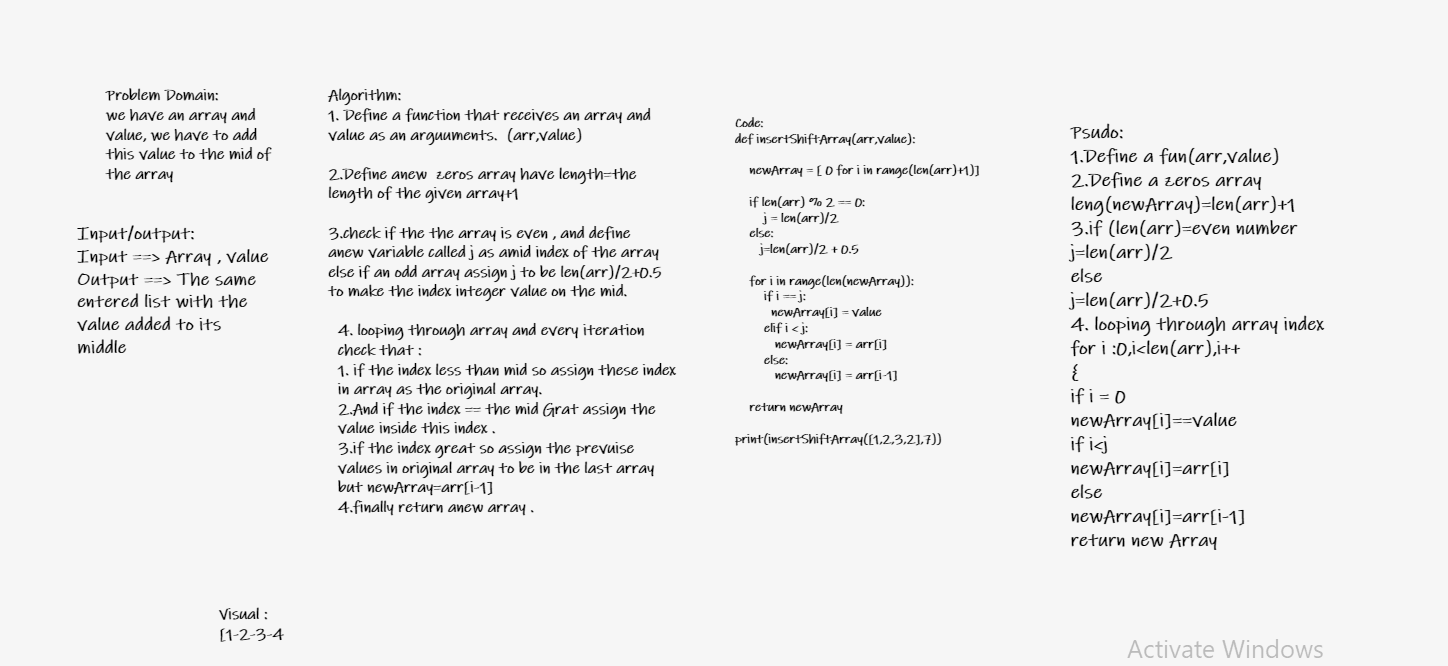 Problem Domain:
we have an array and
value, we have to add
this value to the mid of
the array
Input/output:
Input ==> Array , value
Output ==> The same
entered list with the
value added to its
middle
Algorithm:
1. Define a function that receives an array and
value as an arguuments. (arr,value)
2.Define anew zeros array have length=the
length of the given array+1
3.check if the the array is even , and define
anew variable called j as amid index of the array
else if an odd array assign j to be len(arr)/2+0.5
to make the index integer value on the mid.
4. looping through array and every iteration
check that :
1. if the index less than mid so assign these index
in array as the original array.
2.And if the index == the mid Grat assign the
value inside this index .
3.if the index great so assign the prevuise
values in original array to be in the last array
but newArray=arr[i-1]
4.finally return anew array .
Code:
def insertShiftArray(arr,value):
newArray = [ 0 for i in range(len(arr)+1)]
if len(arr) % 2 == 0:
j = len(arr)/2
else:
j=len(arr)/2 + 0.5
for i in range(len(newArray)):
if i == j:
newArray[i] = value
elif i < j:
newArray[i] = arr[i]
else:
newArray[i] = arr[i-1]
return newArray
print(insertShiftArray([1,2,3,2],7))
Psudo:
1.Define a fun(arr,value)
2.Define a zeros array
leng(newArray)=len(arr)+1
3.if (len(arr)=even number
j=len(arr)/2
else
j=len(arr)/2+0.5
4. looping through array index
for i :0,i<len(arr),i++
{
if i = 0
newArray[i]==value
if i<j
newArray[i]=arr[i]
else
newArray[i]=arr[i-1]
return new Array
Visual :
[1-2-3-4
Activate Windows